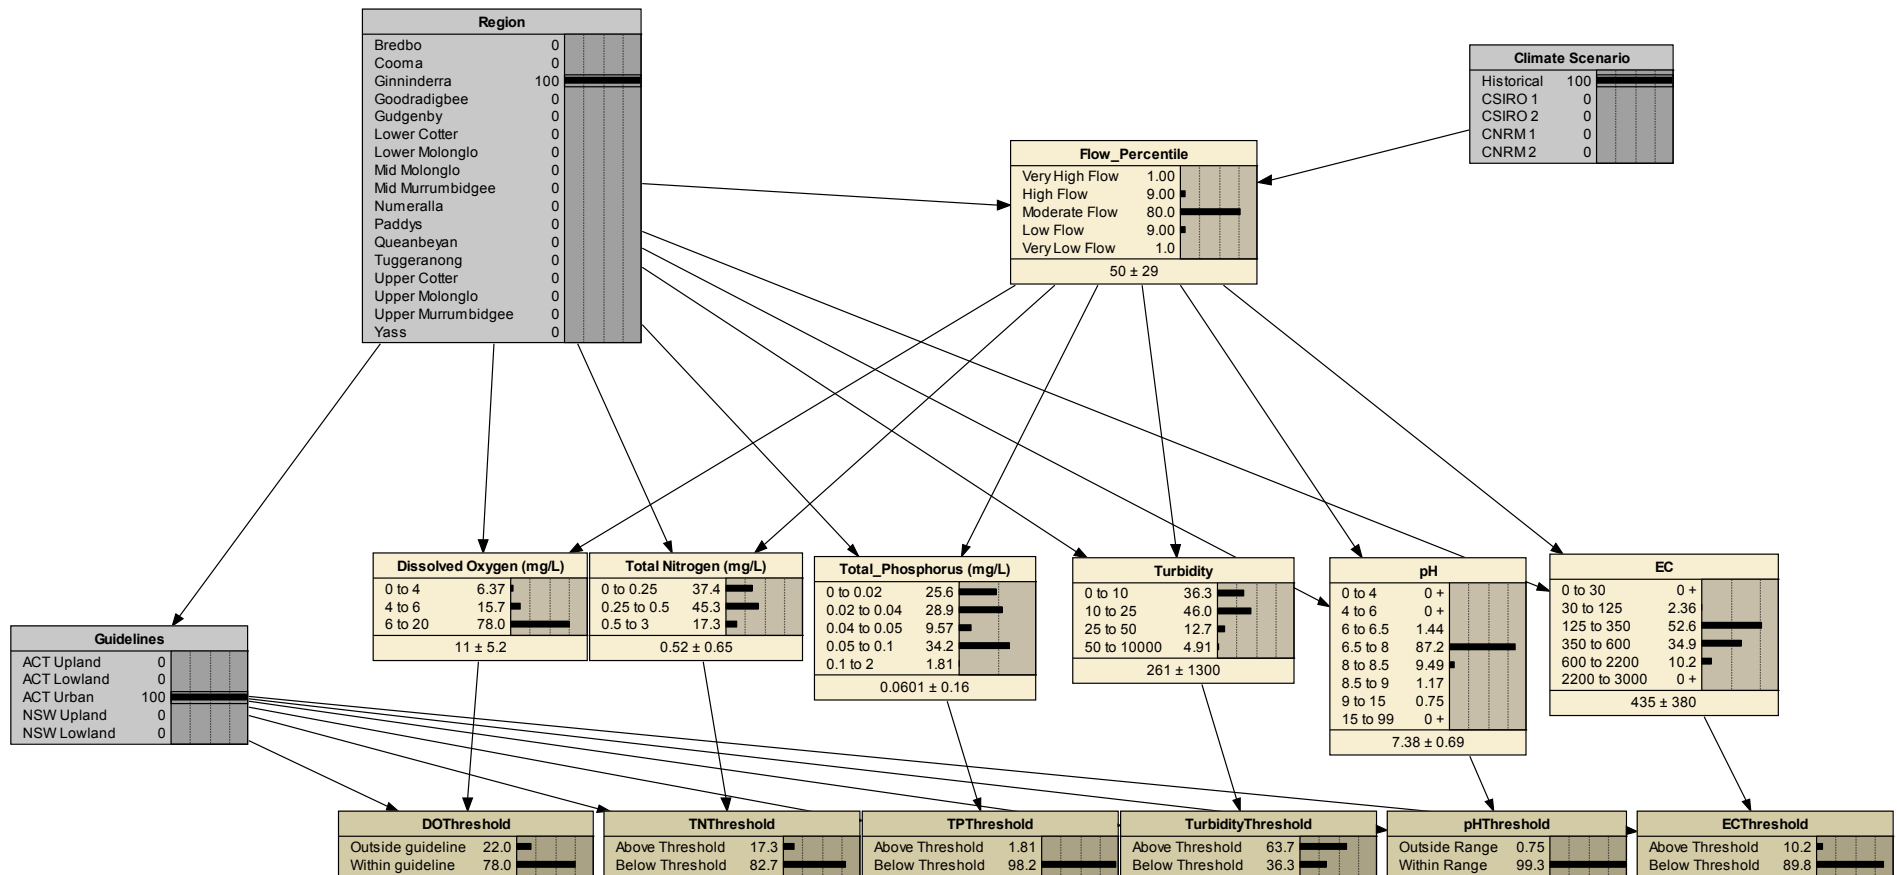 Region
Bredbo 0
Cooma 0
Ginninderra 100
Goodradigbee 0
Gudgenby 0
Lower Cotter 0
Lower Molonglo 0
Mid Molonglo 0
Mid Murrumbidgee 0
Numeralla 0
Paddys 0
Queanbeyan 0
Tuggeranong 0
Upper Cotter 0
Upper Molonglo 0
Upper Murrumbidgee 0
Yass 0
Climate Scenario
Historical 100
CSIRO 1 0
CSIRO 2 0
CNRM 1 0
CNRM 2 0
Flow_Percentile
Very High Flow 1.00
High Flow 9.00
Moderate Flow 80.0
Low Flow 9.00
Very Low Flow 1.0
50 ± 29
Guidelines
ACT Upland 0
ACT Lowland 0
ACT Urban 100
NSW Upland 0
NSW Lowland 0
Dissolved Oxygen (mg/L)
0 to 4 6.37
4 to 6 15.7
6 to 20 78.0
11 ± 5.2
Total Nitrogen (mg/L)
0 to 0.25 37.4
0.25 to 0.5 45.3
0.5 to 3 17.3
0.52 ± 0.65
Total_Phosphorus (mg/L)
0 to 0.02 25.6
0.02 to 0.04 28.9
0.04 to 0.05 9.57
0.05 to 0.1 34.2
0.1 to 2 1.81
0.0601 ± 0.16
Turbidity
0 to 10 36.3
10 to 25 46.0
25 to 50 12.7
50 to 10000 4.91
261 ± 1300
pH
0 to 4 0 +
4 to 6 0 +
6 to 6.5 1.44
6.5 to 8 87.2
8 to 8.5 9.49
8.5 to 9 1.17
9 to 15 0.75
15 to 99 0 +
7.38 ± 0.69
EC
0 to 30 0 +
30 to 125 2.36
125 to 350 52.6
350 to 600 34.9
600 to 2200 10.2
2200 to 3000 0 +
435 ± 380
DOThreshold
Outside guideline 22.0
Within guideline 78.0
TNThreshold
Above Threshold 17.3
Below Threshold 82.7
TPThreshold
Above Threshold 1.81
Below Threshold 98.2
TurbidityThreshold
Above Threshold 63.7
Below Threshold 36.3
pHThreshold
Outside Range 0.75
Within Range 99.3
ECThreshold
Above Threshold 10.2
Below Threshold 89.8